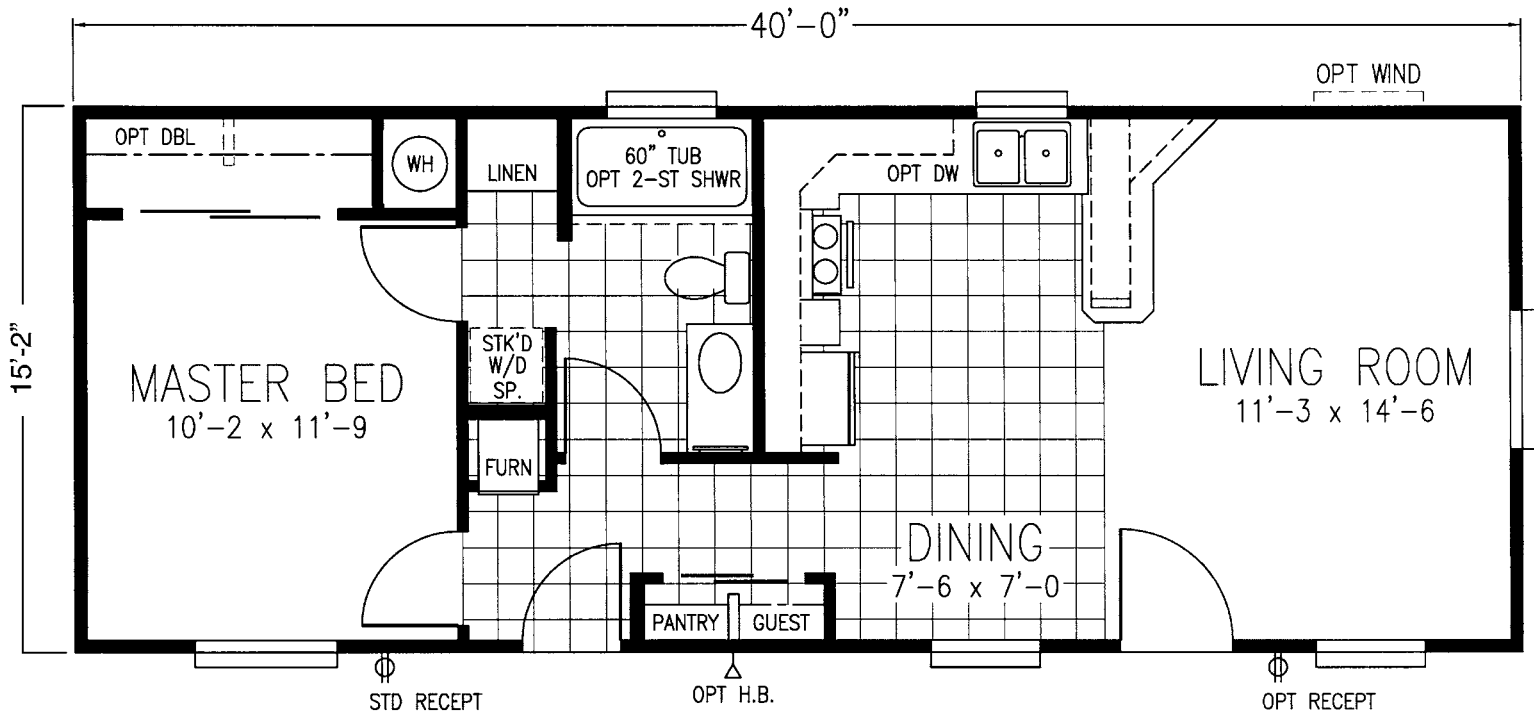 40'-0"
OPT WIND
15'-2"
OPT DBL
WH
LINEN
60" TUB
OPT 2-ST SHWR
OPT DW
STK'D
W/D
SP.
MASTER BED
10'-2 x 11'-9
LIVING ROOM
11'-3 x 14'-6
FURN
DINING
7'-6 x 7'-0
PANTRY
GUEST
STD RECEPT
OPT H.B.
OPT RECEPT